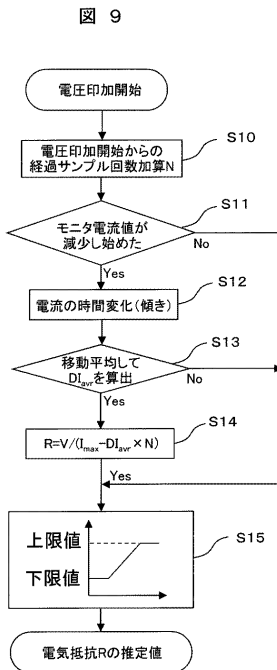 図 9
電圧印加開始
S10
電圧印加開始からの
経過サンプル回数加算N
S11
モニタ電流値が
減少し始めた
No
Yes
S12
電流の時間変化(傾き)
S13
移動平均して
DIavrを算出
No
Yes
S14
R=V/(Imax-DIavr×N)
Yes
S15
上限値
下限値
電気抵抗Rの推定値